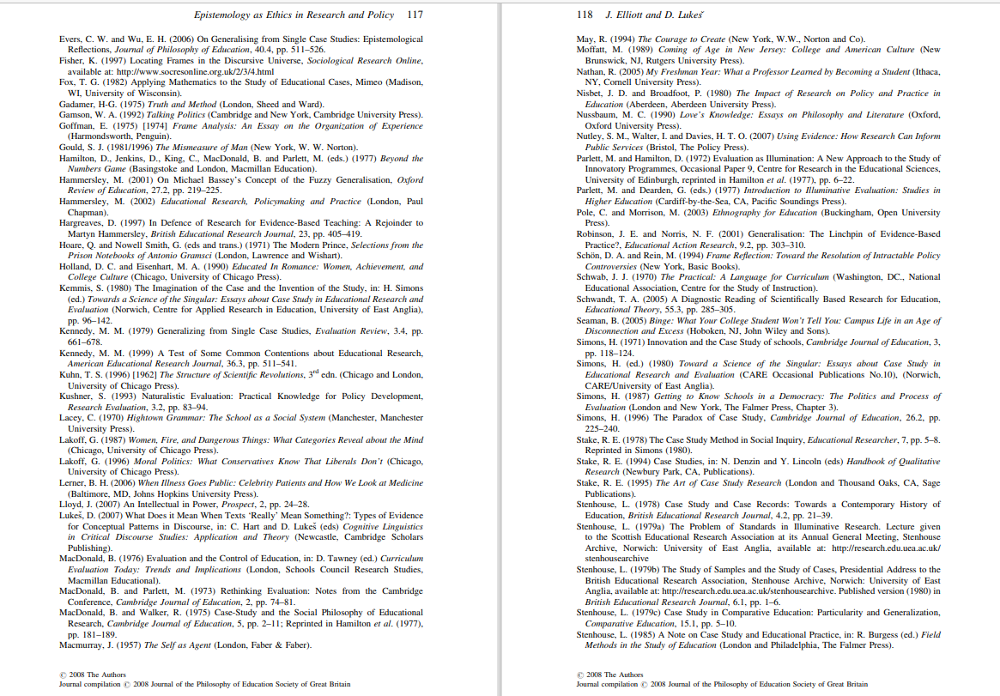 Epistemology as Ethics in Research and Policy 117
Evers, C. W. and Wu, E. H. (2006) On Generalising from Single Case Studies: Epistemological
Reflections, Journal of Philosophy of Education, 40.4, pp. 511–526.
Fisher, K. (1997) Locating Frames in the Discursive Universe, Sociological Research Online,
available at: http://www.socresonline.org.uk/2/3/4.html
Fox, T. G. (1982) Applying Mathematics to the Study of Educational Cases, Mimeo (Madison,
WI, University of Wisconsin).
Gadamer, H-G. (1975) Truth and Method (London, Sheed and Ward).
Gamson, W. A. (1992) Talking Politics (Cambridge and New York, Cambridge University Press).
Goffman, E. (1975) [1974] Frame Analysis: An Essay on the Organization of Experience
(Harmondsworth, Penguin).
Gould, S. J. (1981/1996) The Mismeasure of Man (New York, W. W. Norton).
Hamilton, D., Jenkins, D., King, C., MacDonald, B. and Parlett, M. (eds.) (1977) Beyond the
Numbers Game (Basingstoke and London, Macmillan Education).
Hammersley, M. (2001) On Michael Bassey's Concept of the Fuzzy Generalisation, Oxford
Review of Education, 27.2, pp. 219–225.
Hammersley, M. (2002) Educational Research, Policymaking and Practice (London, Paul
Chapman).
Hargreaves, D. (1997) In Defence of Research for Evidence-Based Teaching: A Rejoinder to
Martyn Hammersley, British Educational Research Journal, 23, pp. 405–419.
Hoare, Q. and Nowell Smith, G. (eds and trans.) (1971) The Modern Prince, Selections from the
Prison Notebooks of Antonio Gramsci (London, Lawrence and Wishart).
Holland, D. C. and Eisenhart, M. A. (1990) Educated In Romance: Women, Achievement, and
College Culture (Chicago, University of Chicago Press).
Kemmis, S. (1980) The Imagination of the Case and the Invention of the Study, in: H. Simons
(ed.) Towards a Science of the Singular: Essays about Case Study in Educational Research and
Evaluation (Norwich, Centre for Applied Research in Education, University of East Anglia),
pp. 96–142.
Kennedy, M. M. (1979) Generalizing from Single Case Studies, Evaluation Review, 3.4, pp.
661–678.
Kennedy, M. M. (1999) A Test of Some Common Contentions about Educational Research,
American Educational Research Journal, 36.3, pp. 511–541.
Kuhn, T. S. (1996) [1962] The Structure of Scientific Revolutions, 3rd edn. (Chicago and London,
University of Chicago Press).
Kushner, S. (1993) Naturalistic Evaluation: Practical Knowledge for Policy Development,
Research Evaluation, 3.2, pp. 83–94.
Lacey, C. (1970) Hightown Grammar: The School as a Social System (Manchester, Manchester
University Press).
Lakoff, G. (1987) Women, Fire, and Dangerous Things: What Categories Reveal about the Mind
(Chicago, University of Chicago Press).
Lakoff, G. (1996) Moral Politics: What Conservatives Know That Liberals Don't (Chicago,
University of Chicago Press).
Lerner, B. H. (2006) When Illness Goes Public: Celebrity Patients and How We Look at Medicine
(Baltimore, MD, Johns Hopkins University Press).
Lloyd, J. (2007) An Intellectual in Power, Prospect, 2, pp. 24–28.
Lukeš, D. (2007) What Does it Mean When Texts 'Really' Mean Something?: Types of Evidence
for Conceptual Patterns in Discourse, in: C. Hart and D. Lukeš (eds) Cognitive Linguistics
in Critical Discourse Studies: Application and Theory (Newcastle, Cambridge Scholars
Publishing).
MacDonald, B. (1976) Evaluation and the Control of Education, in: D. Tawney (ed.) Curriculum
Evaluation Today: Trends and Implications (London, Schools Council Research Studies,
Macmillan Educational).
MacDonald, B. and Parlett, M. (1973) Rethinking Evaluation: Notes from the Cambridge
Conference, Cambridge Journal of Education, 2, pp. 74–81.
MacDonald, B. and Walker, R. (1975) Case-Study and the Social Philosophy of Educational
Research, Cambridge Journal of Education, 5, pp. 2–11; Reprinted in Hamilton et al. (1977),
pp. 181–189.
Macmurray, J. (1957) The Self as Agent (London, Faber & Faber).
© 2008 The Authors
Journal compilation © 2008 Journal of the Philosophy of Education Society of Great Britain
118 J. Elliott and D. Lukeš
May, R. (1994) The Courage to Create (New York, W.W., Norton and Co).
Moffatt, M. (1989) Coming of Age in New Jersey: College and American Culture (New
Brunswick, NJ, Rutgers University Press).
Nathan, R. (2005) My Freshman Year: What a Professor Learned by Becoming a Student (Ithaca,
NY, Cornell University Press).
Nisbet, J. D. and Broadfoot, P. (1980) The Impact of Research on Policy and Practice in
Education (Aberdeen, Aberdeen University Press).
Nussbaum, M. C. (1990) Love's Knowledge: Essays on Philosophy and Literature (Oxford,
Oxford University Press).
Nutley, S. M., Walter, I. and Davies, H. T. O. (2007) Using Evidence: How Research Can Inform
Public Services (Bristol, The Policy Press).
Parlett, M. and Hamilton, D. (1972) Evaluation as Illumination: A New Approach to the Study of
Innovatory Programmes, Occasional Paper 9, Centre for Research in the Educational Sciences,
University of Edinburgh, reprinted in Hamilton et al. (1977), pp. 6–22.
Parlett, M. and Dearden, G. (eds.) (1977) Introduction to Illuminative Evaluation: Studies in
Higher Education (Cardiff-by-the-Sea, CA, Pacific Soundings Press).
Pole, C. and Morrison, M. (2003) Ethnography for Education (Buckingham, Open University
Press).
Robinson, J. E. and Norris, N. F. (2001) Generalisation: The Linchpin of Evidence-Based
Practice?, Educational Action Research, 9.2, pp. 303–310.
Schön, D. A. and Rein, M. (1994) Frame Reflection: Toward the Resolution of Intractable Policy
Controversies (New York, Basic Books).
Schwab, J. J. (1970) The Practical: A Language for Curriculum (Washington, DC., National
Educational Association, Centre for the Study of Instruction).
Schwandt, T. A. (2005) A Diagnostic Reading of Scientifically Based Research for Education,
Educational Theory, 55.3, pp. 285–305.
Seaman, B. (2005) Binge: What Your College Student Won't Tell You: Campus Life in an Age of
Disconnection and Excess (Hoboken, NJ, John Wiley and Sons).
Simons, H. (1971) Innovation and the Case Study of schools, Cambridge Journal of Education, 3,
pp. 118–124.
Simons, H. (ed.) (1980) Toward a Science of the Singular: Essays about Case Study in
Educational Research and Evaluation (CARE Occasional Publications No.10), (Norwich,
CARE/University of East Anglia).
Simons, H. (1987) Getting to Know Schools in a Democracy: The Politics and Process of
Evaluation (London and New York, The Falmer Press, Chapter 3).
Simons, H. (1996) The Paradox of Case Study, Cambridge Journal of Education, 26.2, pp.
225–240.
Stake, R. E. (1978) The Case Study Method in Social Inquiry, Educational Researcher, 7, pp. 5–8.
Reprinted in Simons (1980).
Stake, R. E. (1994) Case Studies, in: N. Denzin and Y. Lincoln (eds) Handbook of Qualitative
Research (Newbury Park, CA, Publications).
Stake, R. E. (1995) The Art of Case Study Research (London and Thousand Oaks, CA, Sage
Publications).
Stenhouse, L. (1978) Case Study and Case Records: Towards a Contemporary History of
Education, British Educational Research Journal, 4.2, pp. 21–39.
Stenhouse, L. (1979a) The Problem of Standards in Illuminative Research. Lecture given
to the Scottish Educational Research Association at its Annual General Meeting, Stenhouse
Archive, Norwich: University of East Anglia, available at: http://research.edu.uea.ac.uk/
stenhousearchive
Stenhouse, L. (1979b) The Study of Samples and the Study of Cases, Presidential Address to the
British Educational Research Association, Stenhouse Archive, Norwich: University of East
Anglia, available at: http://research.edu.uea.ac.uk/stenhousearchive. Published version (1980) in
British Educational Research Journal, 6.1, pp. 1–6.
Stenhouse, L. (1979c) Case Study in Comparative Education: Particularity and Generalization,
Comparative Education, 15.1, pp. 5–10.
Stenhouse, L. (1985) A Note on Case Study and Educational Practice, in: R. Burgess (ed.) Field
Methods in the Study of Education (London and Philadelphia, The Falmer Press).
© 2008 The Authors
Journal compilation © 2008 Journal of the Philosophy of Education Society of Great Britain